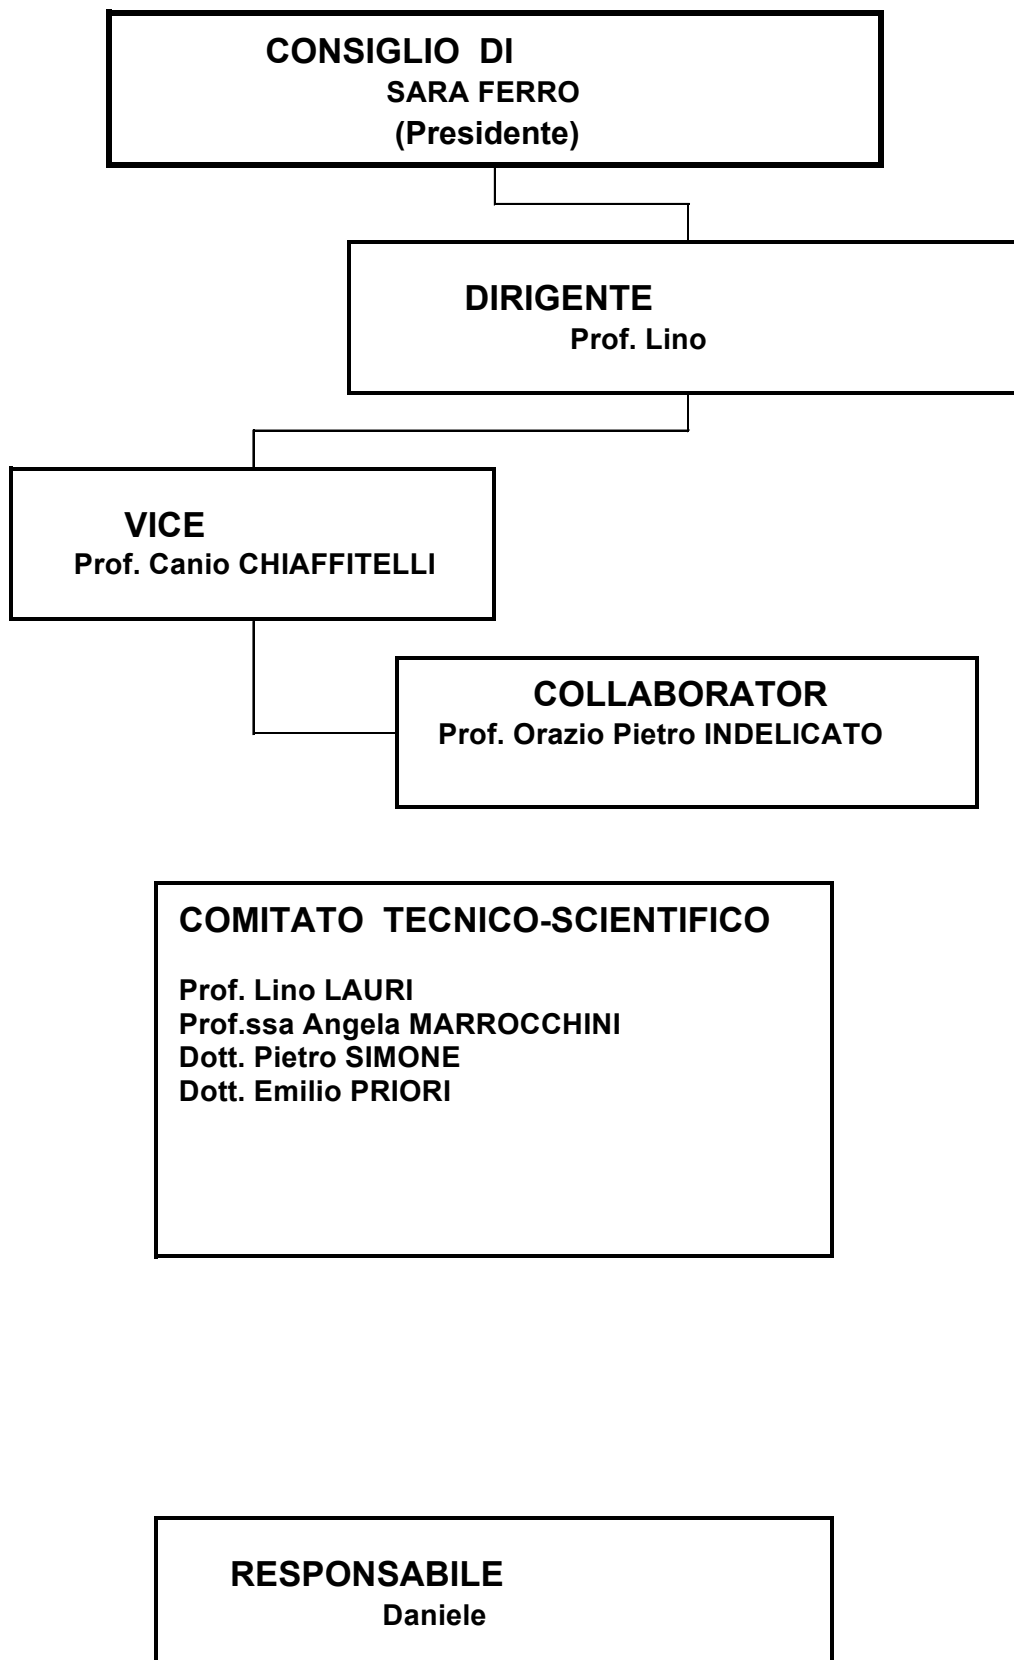 CONSIGLIO DI
SARA FERRO
(Presidente)
DIRIGENTE
Prof. Lino
VICE
Prof. Canio CHIAFFITELLI
COLLABORATOR
Prof. Orazio Pietro INDELICATO
COMITATO TECNICO-SCIENTIFICO
Prof. Lino LAURI
Prof.ssa Angela MARROCCHINI
Dott. Pietro SIMONE
Dott. Emilio PRIORI
RESPONSABILE
Daniele